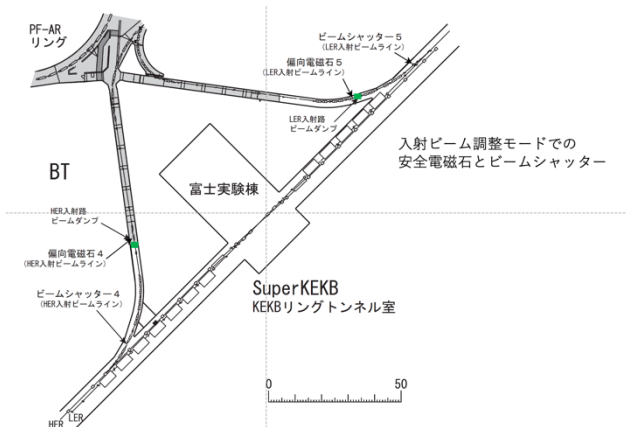 PF-AR
リング
ビームシャッター５
(LER入射ビームライン)
偏向電磁石５
(LER入射ビームライン)
LER入射路
ビームダンプ
入射ビーム調整モードでの
安全電磁石とビームシャッター
BT
富士実験棟
HER入射路
ビームダンプ
偏向電磁石４
(HER入射ビームライン)
ビームシャッター４
(HER入射ビームライン)
SuperKEKB
KEKBリングトンネル室
0
50
HER
LER